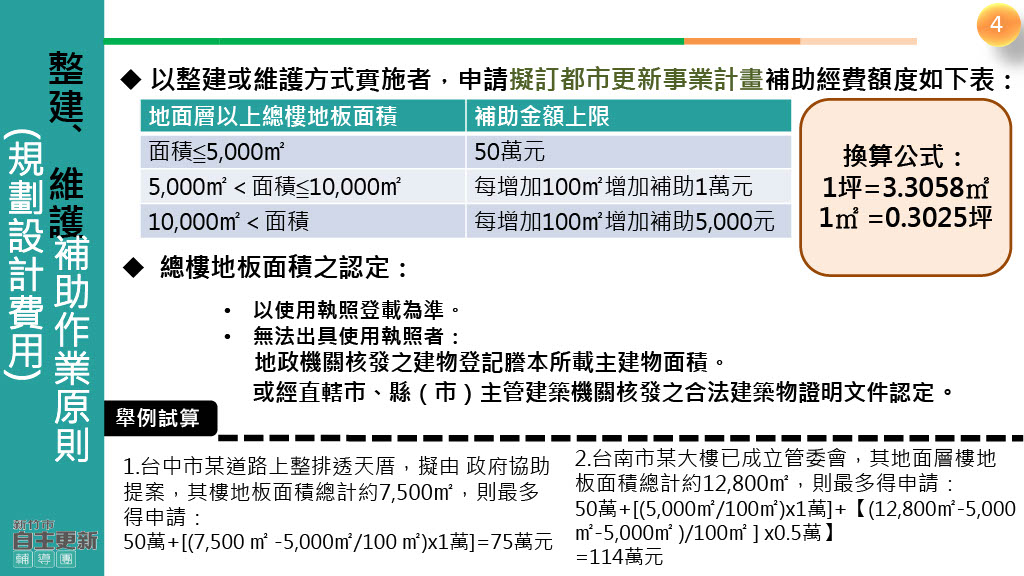 4
整建、維護補助作業原則
(規劃設計費用)
◆ 以整建或維護方式實施者，申請擬訂都市更新事業計畫補助經費額度如下表：
地面層以上總樓地板面積 補助金額上限
面積≦5,000㎡ 50萬元
5,000㎡＜面積≦10,000㎡ 每增加100㎡增加補助1萬元
10,000㎡＜面積 每增加100㎡增加補助5,000元
換算公式：
1坪=3.3058㎡
1㎡ =0.3025坪
◆ 總樓地板面積之認定：
• 以使用執照登載為準。
• 無法出具使用執照者：
地政機關核發之建物登記謄本所載主建物面積。
或經直轄市、縣（市）主管建築機關核發之合法建築物證明文件認定。
舉例試算
1.台中市某道路上整排透天厝，擬由 政府協助
提案，其樓地板面積總計約7,500㎡，則最多
得申請：
50萬+[(7,500 ㎡ -5,000㎡/100 ㎡)x1萬]=75萬元
2.台南市某大樓已成立管委會，其地面層樓地
板面積總計約12,800㎡，則最多得申請：
50萬+[(5,000㎡/100㎡)x1萬]+【(12,800㎡-5,000
㎡-5,000㎡ )/100㎡ ] x0.5萬】
=114萬元
新竹市
自主更新
輔導團